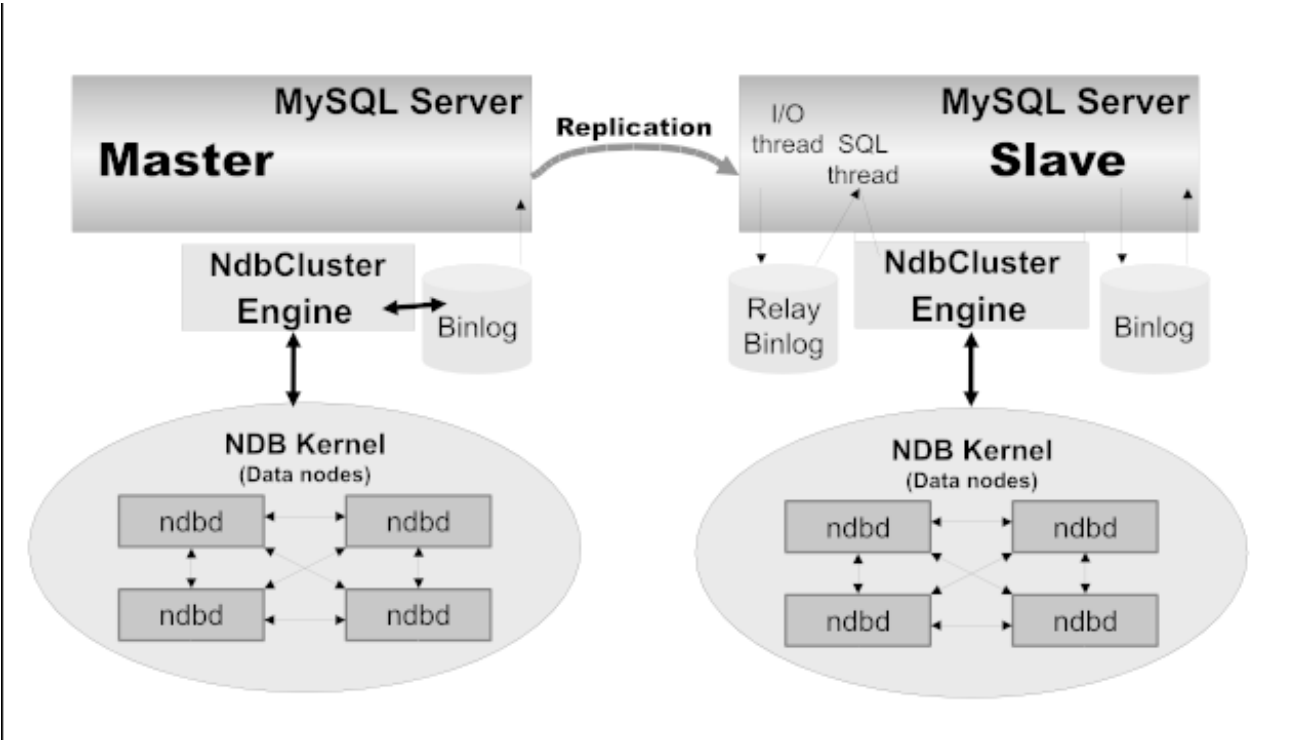 MySQL Server
Master
Replication
I/O
thread
SQL
thread
MySQL Server
Slave
NdbCluster
Engine
Binlog
Relay
Binlog
NdbCluster
Engine
Binlog
NDB Kernel
(Data nodes)
ndbd
ndbd
ndbd
ndbd
NDB Kernel
(Data nodes)
ndbd
ndbd
ndbd
ndbd